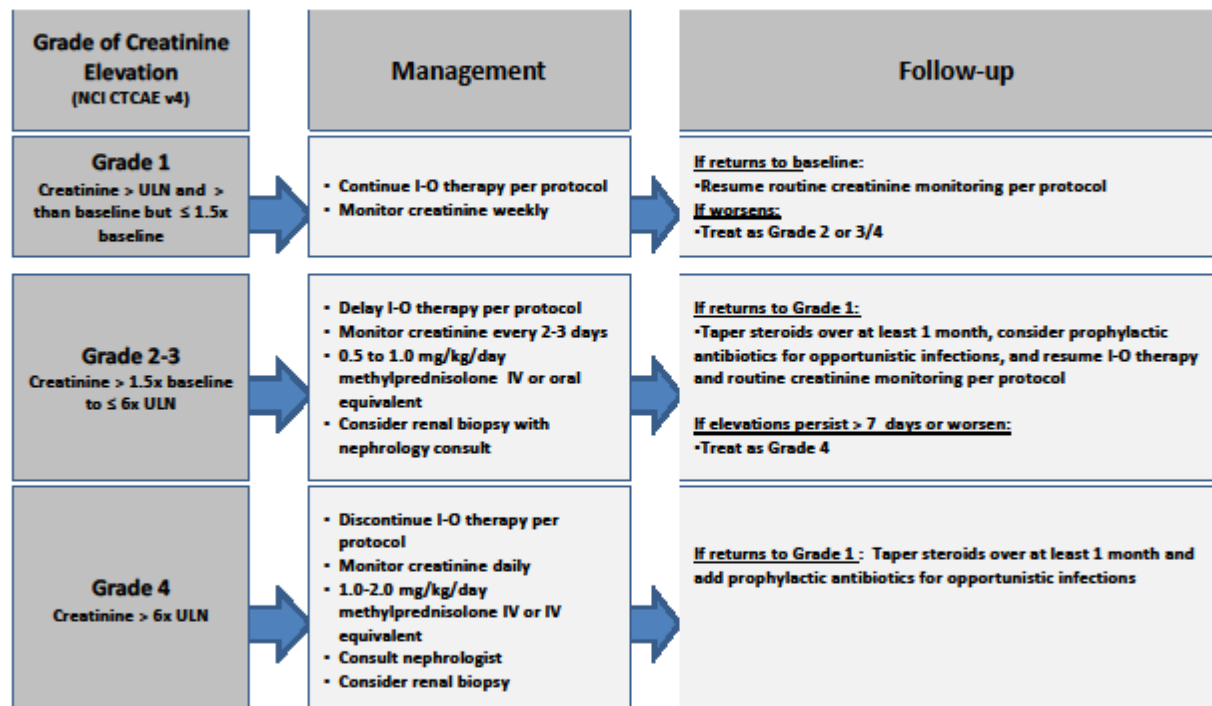 Grade of Creatinine
Elevation
(NCI CTCAE v4)
Management
Follow-up
Grade 1
Creatinine > ULN and >
than baseline but ≤ 1.5x
baseline
▪ Continue I-O therapy per protocol
▪ Monitor creatinine weekly
If returns to baseline:
▪Resume routine creatinine monitoring per protocol
If worsens:
▪Treat as Grade 2 or 3/4
Grade 2-3
Creatinine > 1.5x baseline
to ≤ 6x ULN
▪ Delay I-O therapy per protocol
▪ Monitor creatinine every 2-3 days
▪ 0.5 to 1.0 mg/kg/day
methylprednisolone IV or oral
equivalent
▪ Consider renal biopsy with
nephrology consult
If returns to Grade 1:
▪Taper steroids over at least 1 month, consider prophylactic
antibiotics for opportunistic infections, and resume I-O therapy
and routine creatinine monitoring per protocol
If elevations persist > 7 days or worsen:
▪Treat as Grade 4
Grade 4
Creatinine > 6x ULN
▪ Discontinue I-O therapy per
protocol
▪ Monitor creatinine daily
▪ 1.0-2.0 mg/kg/day
methylprednisolone IV or IV
equivalent
▪ Consult nephrologist
▪ Consider renal biopsy
If returns to Grade 1 : Taper steroids over at least 1 month and
add prophylactic antibiotics for opportunistic infections